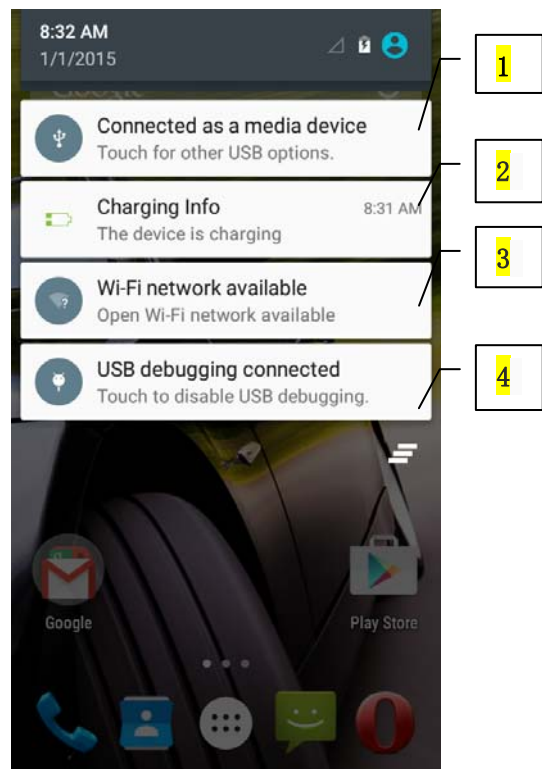 8:32 AM
1/1/2015
Google
1
Connected as a media device
Touch for other USB options.
2
Charging Info
8:31 AM
The device is charging
3
Wi-Fi network available
Open Wi-Fi network available
4
USB debugging connected
Touch to disable USB debugging.
Google
Play Store